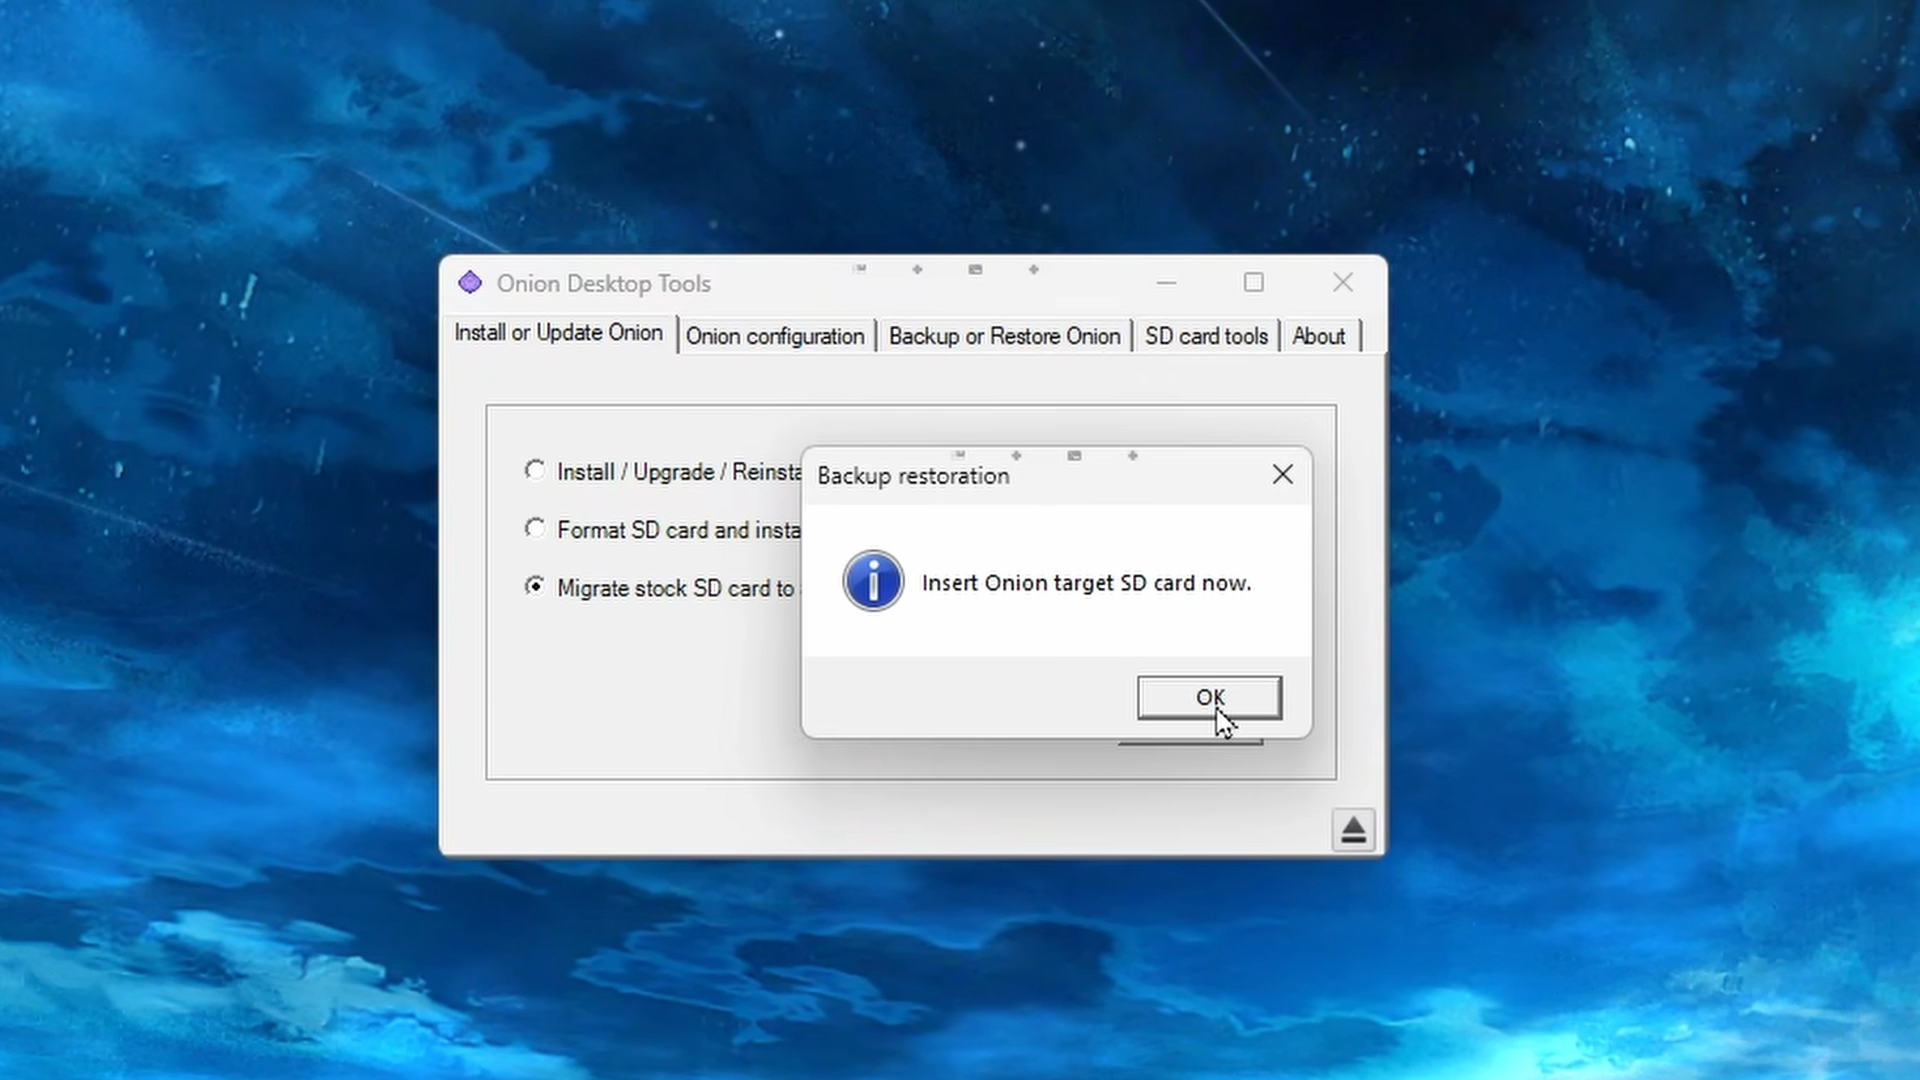 Onion Desktop Tools
Install or Update Onion
Onion configuration
Backup or Restore Onion
SD card tools
About
Install / Upgrade / Reinsta
Format SD card and insta
Migrate stock SD card to
Backup restoration
Insert Onion target SD card now.
OK